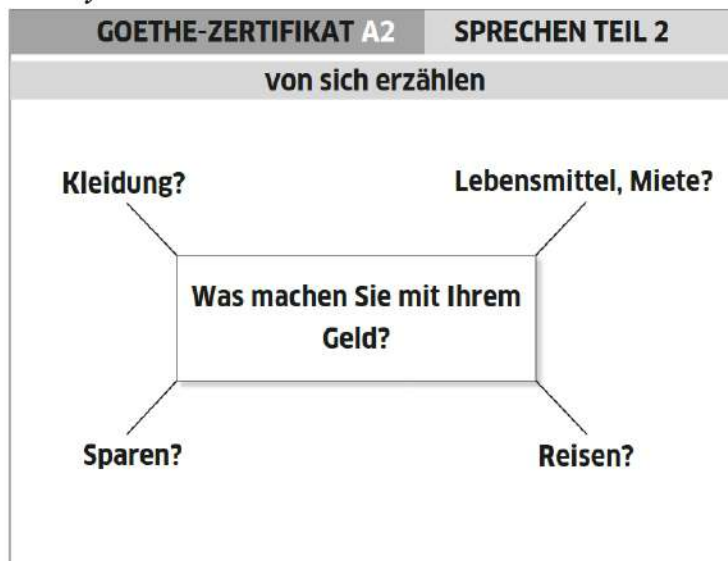 GOETHE-ZERTIFIKAT A2 SPRECHEN TEIL 2
von sich erzählen
Kleidung? Lebensmittel, Miete?
Was machen Sie mit Ihrem
Geld?
Sparen? Reisen?